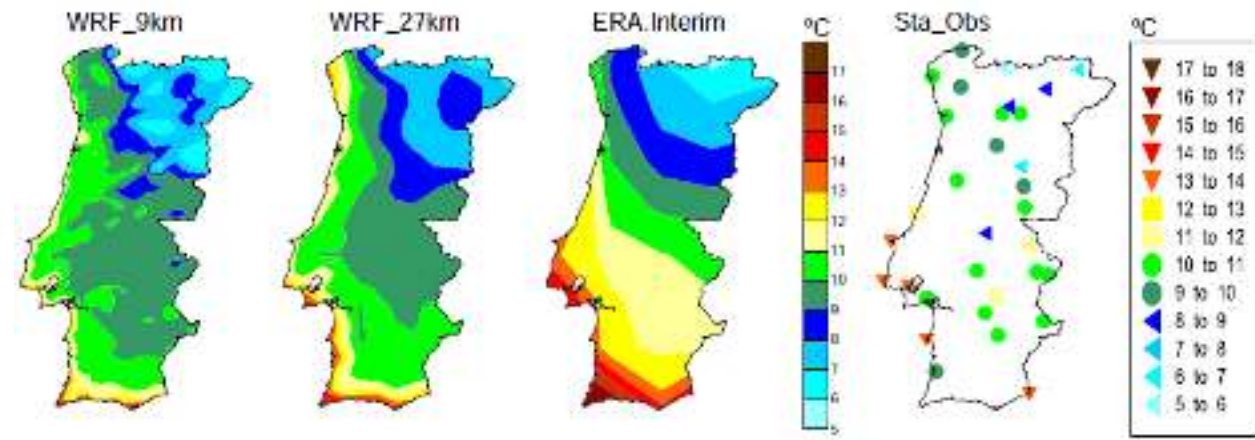 WRF_9km
WRF_27km
ERA.Interim
ºC
Sta_Obs
ºC
17
16
15
14
13
12
11
10
9
8
7
6
5
17 to 18
16 to 17
15 to 16
14 to 15
13 to 14
12 to 13
11 to 12
10 to 11
9 to 10
8 to 9
7 to 8
6 to 7
5 to 6